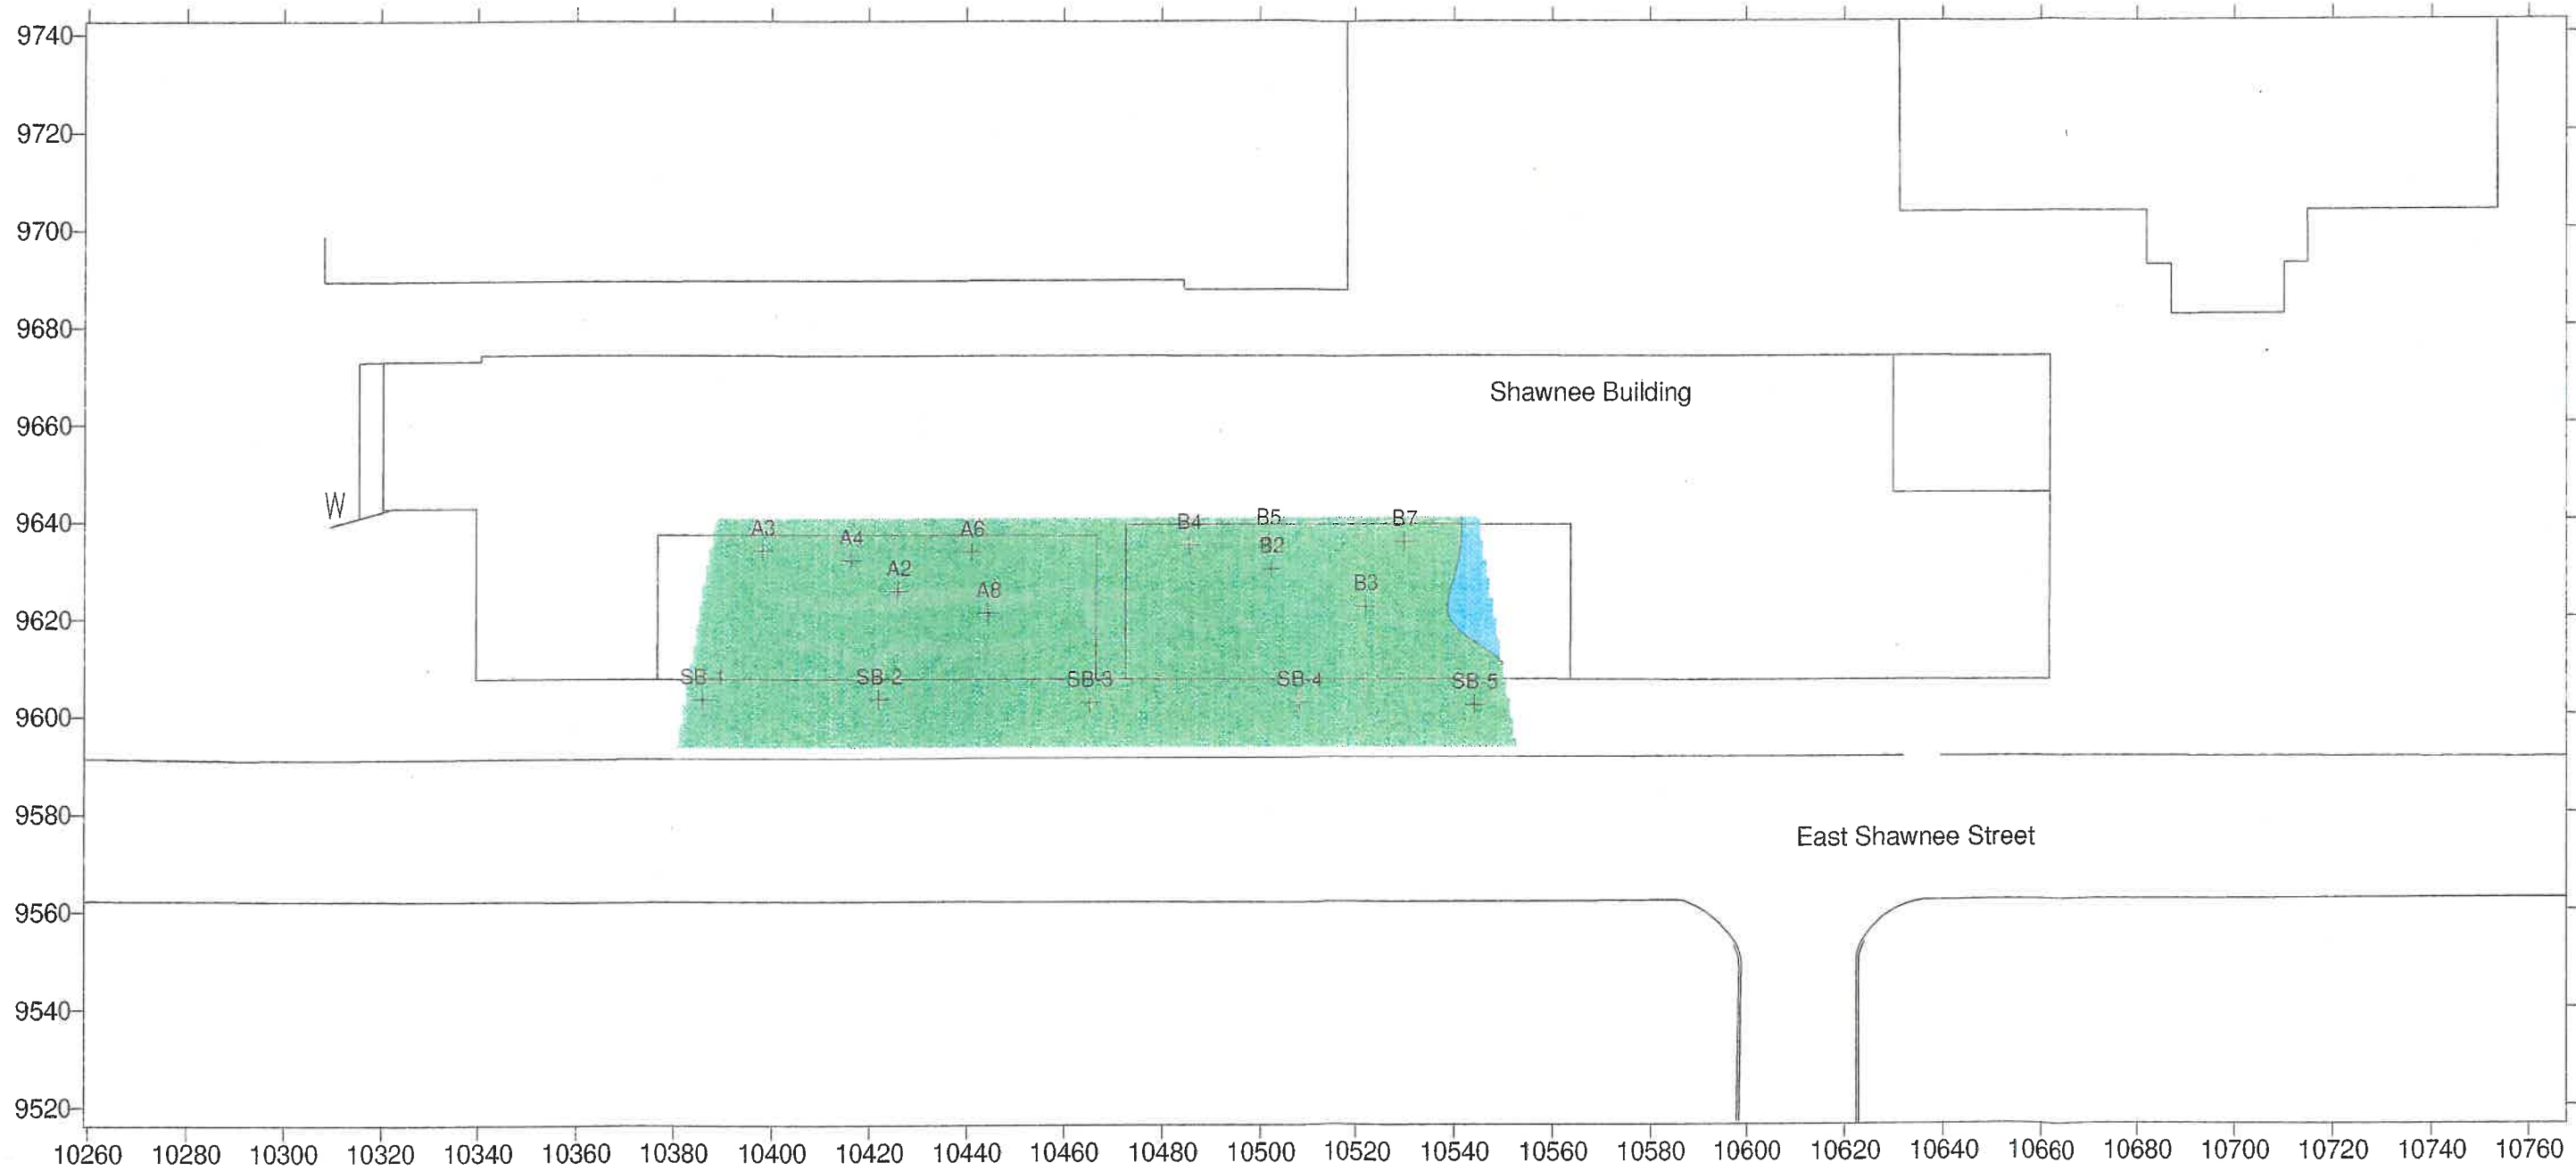 9740
9720
9700
9680
Shawnee Building
9660
W
9640
A3 A4 A6 B4 B5 B7
B2
A2 B3
A8
9620
SB-1 SB-2 SB-3 SB-4 SB-5
9600
9580
East Shawnee Street
9560
9540
9520
10260 10280 10300 10320 10340 10360 10380 10400 10420 10440 10460 10480 10500 10520 10540 10560 10580 10600 10620 10640 10660 10680 10700 10720 10740 10760